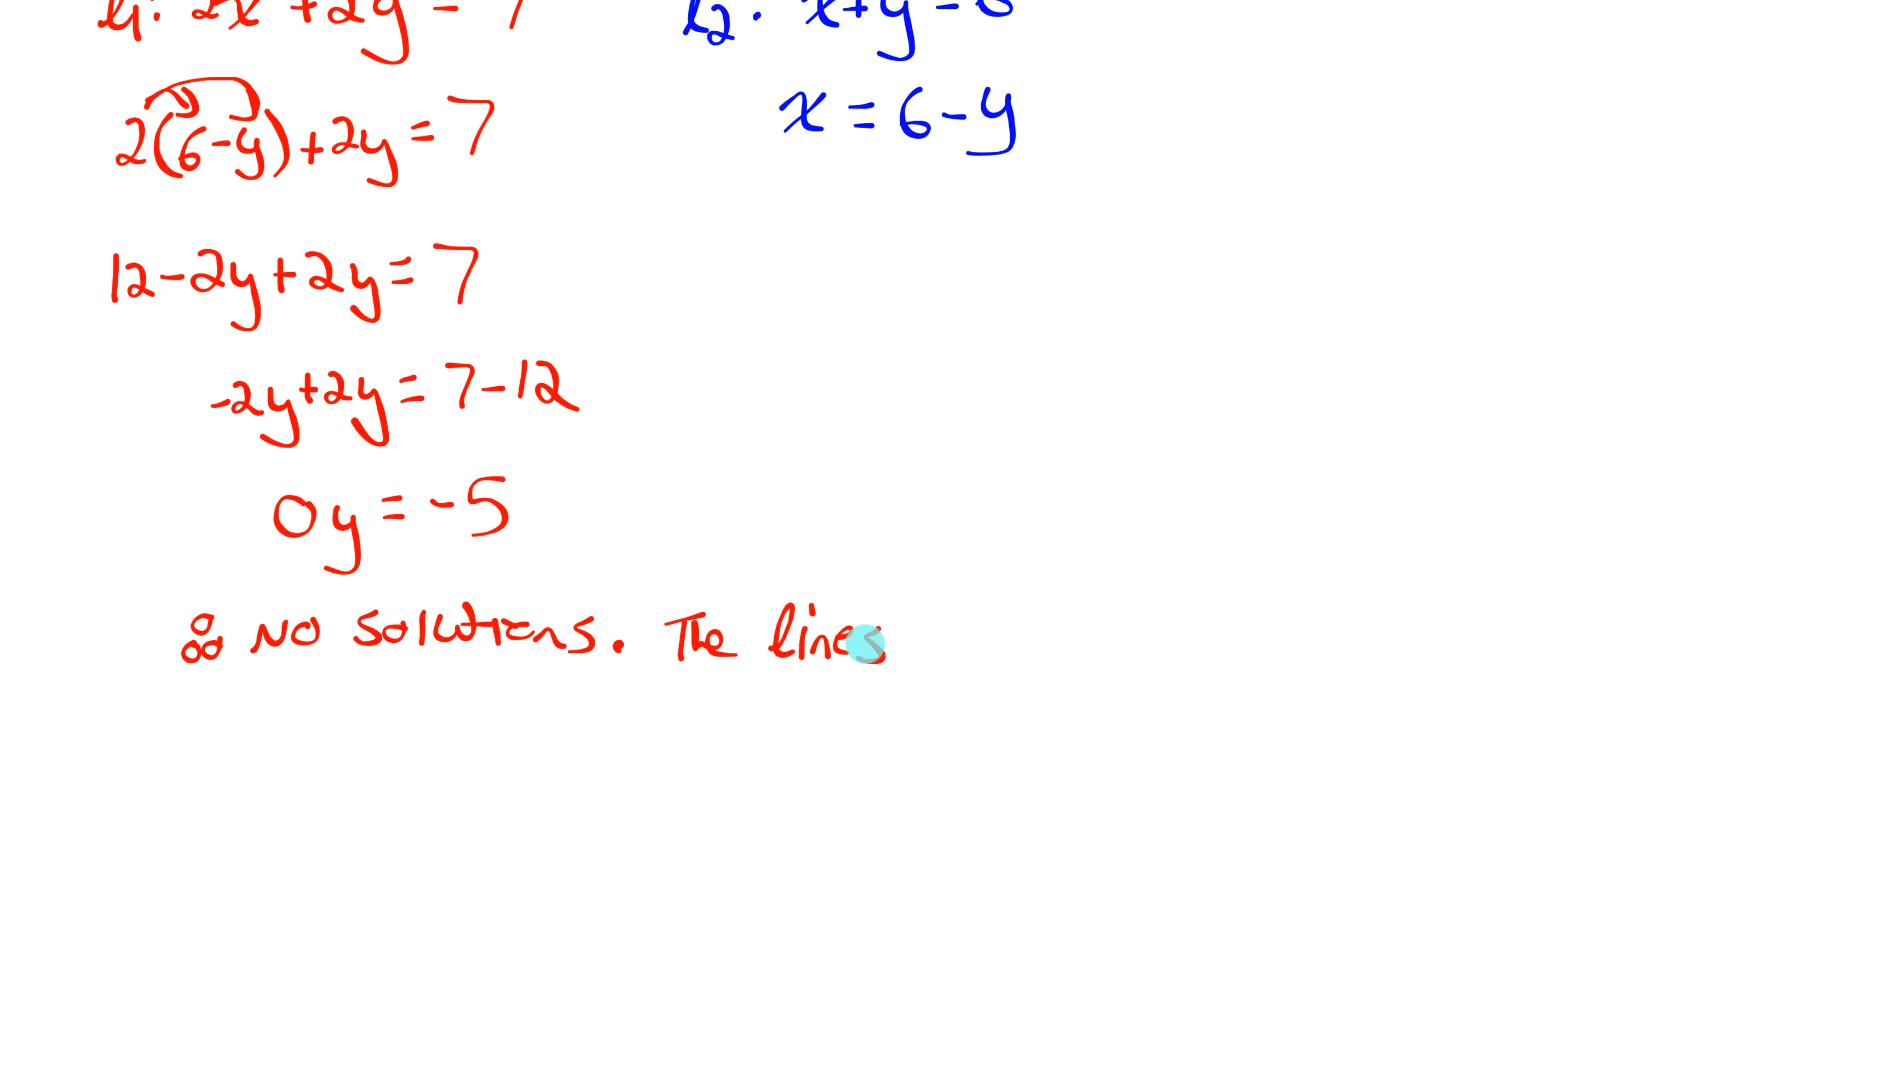 l1: 2x + 2y = 7
l2: x + y = 6
2(6-y) + 2y = 7
x = 6 - y
12 - 2y + 2y = 7
-2y + 2y = 7 - 12
0y = -5
∴ No solutions. The lines